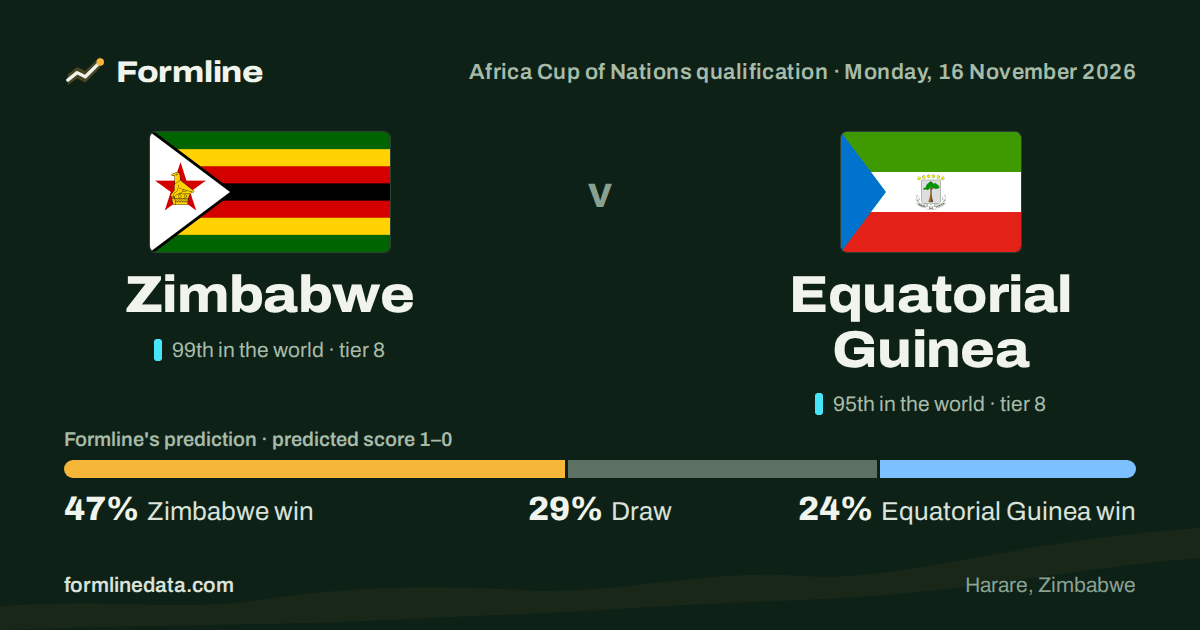 Formline
Africa Cup of Nations qualification · Monday, 16 November 2026
v
Zimbabwe
99th in the world · tier 8
Equatorial
Guinea
95th in the world · tier 8
Formline's prediction · predicted score 1–0
47% Zimbabwe win
29% Draw
24% Equatorial Guinea win
formlinedata.com
Harare, Zimbabwe